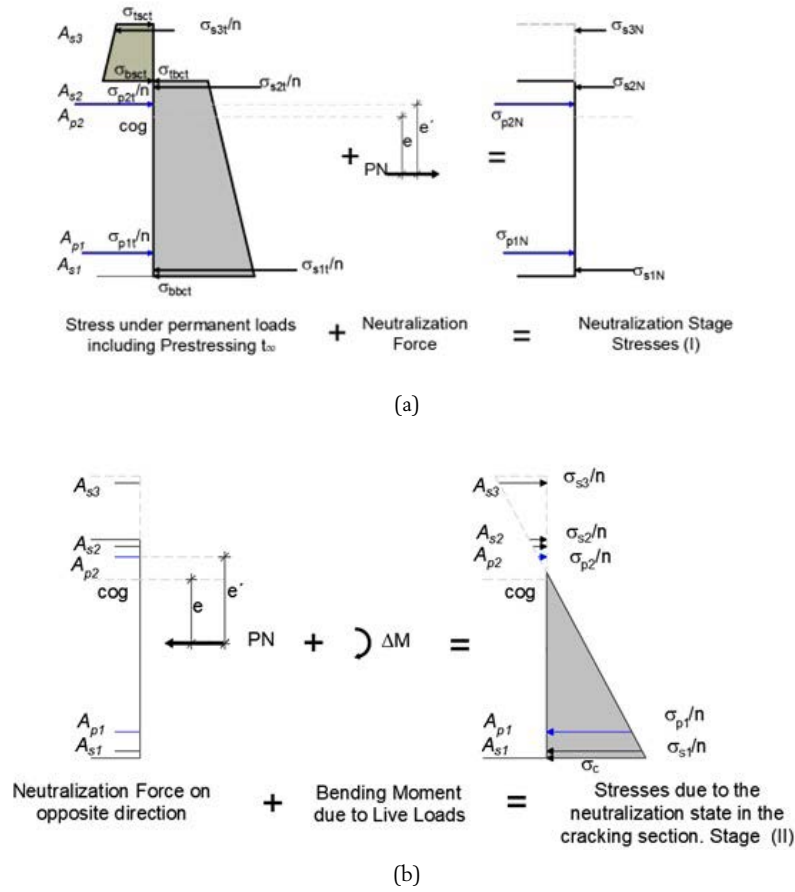 σtsct
As3
σs3t/n
σs3N
σbsct
σtbct
As2
σp2t/n
σs2t/n
σs2N
Ap2
cog
e
e´
+
PN
=
σp2N
Ap1
σp1t/n
σp1N
As1
σs1t/n
σs1N
σbbct
Stress under permanent loads
including Prestressing t∞
+
Neutralization
Force
=
Neutralization Stage
Stresses (I)
(a)
As3
σs3/n
As3
As2
As2
σs2/n
Ap2
Ap2
σp2/n
cog
e
e´
cog
PN
+
ΔM
=
Ap1
Ap1
σp1/n
As1
As1
σs1/n
σc
Neutralization Force on
opposite direction
+
Bending Moment
due to Live Loads
=
Stresses due to the
neutralization state in the
cracking section. Stage (II)
(b)